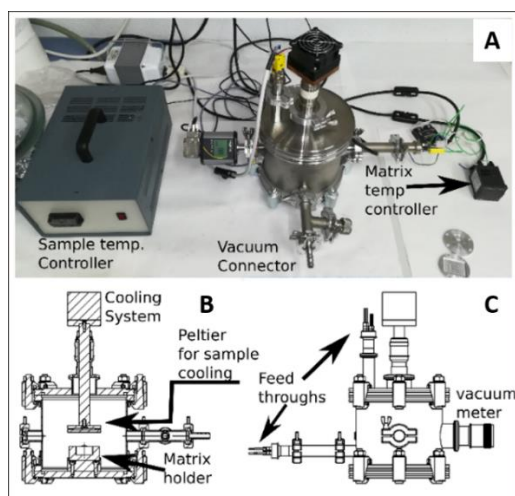 A
Matrix
temp
controller
Sample temp.
Controller
Vacuum
Connector
Cooling
System
B
C
Peltier
for sample
cooling
Feed
throughs
vacuum
meter
Matrix
holder